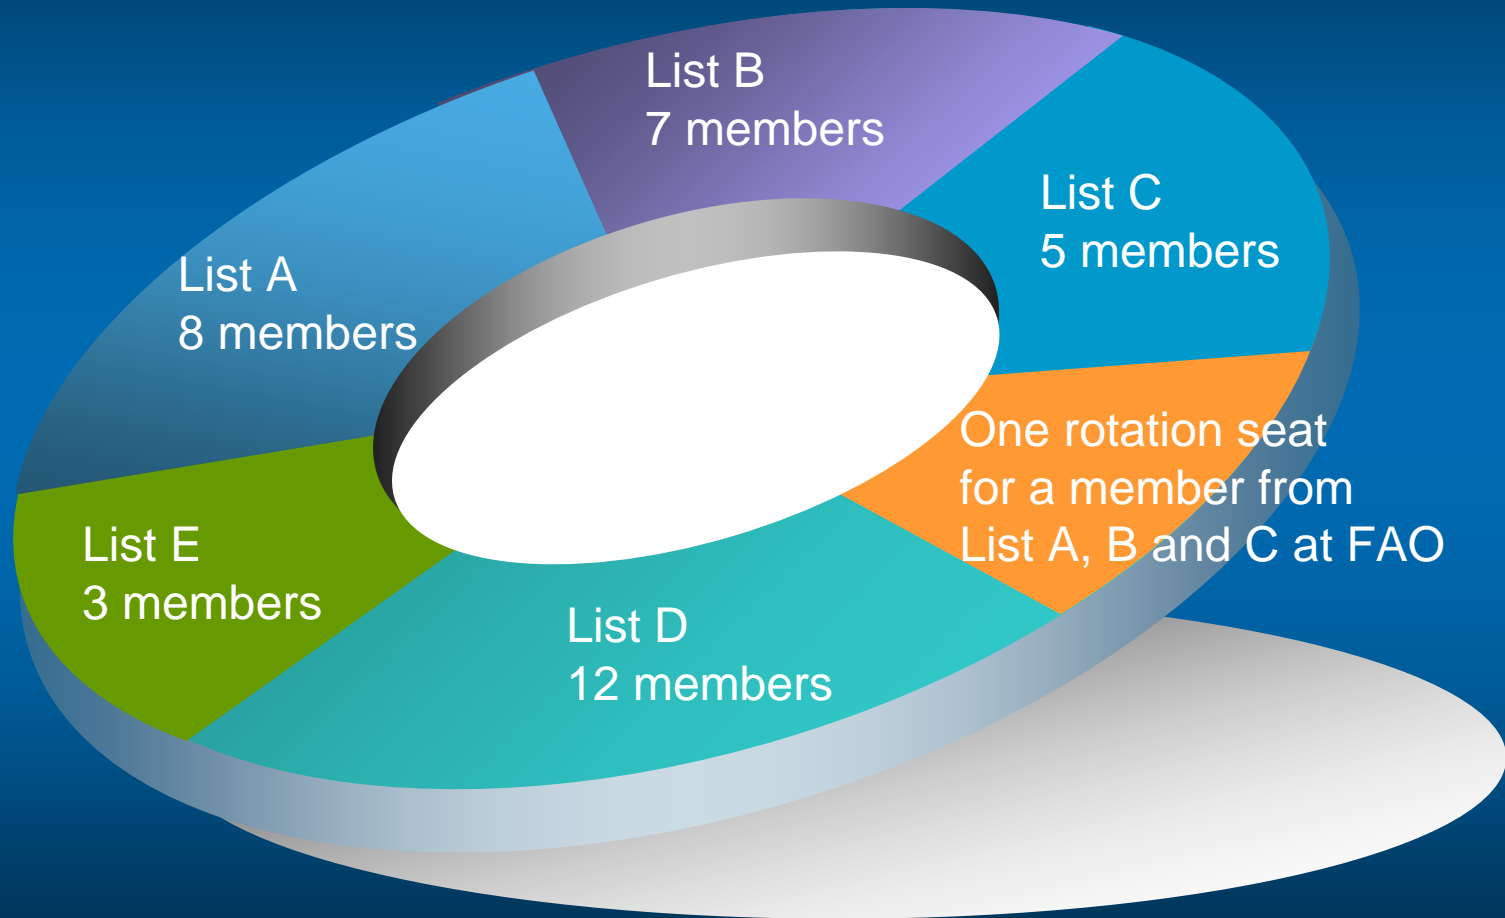 List B
7 members
List C
5 members
List A
8 members
One rotation seat
for a member from
List A, B and C at FAO
List E
3 members
List D
12 members